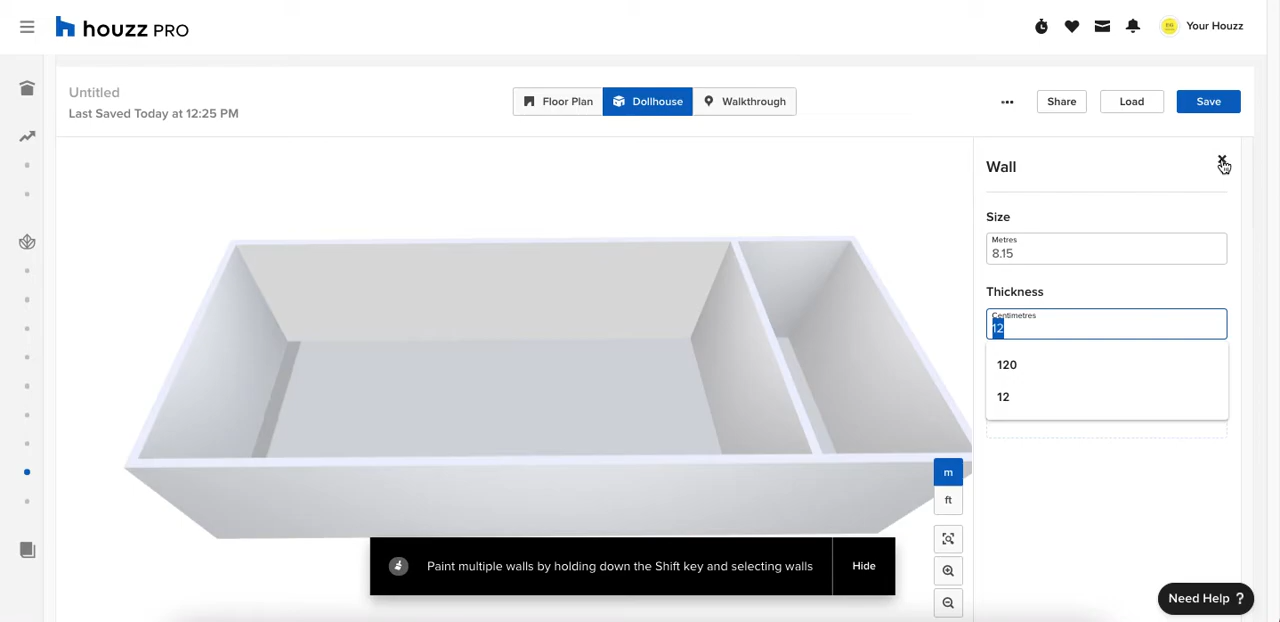 houzz PRO
Your Houzz
Untitled
Last Saved Today at 12:25 PM
Floor Plan
Dollhouse
Walkthrough
Share
Load
Save
Wall
Size
Metres
8.15
Thickness
Centimetres
12
120
12
m
ft
Paint multiple walls by holding down the Shift key and selecting walls
Hide
Need Help ?